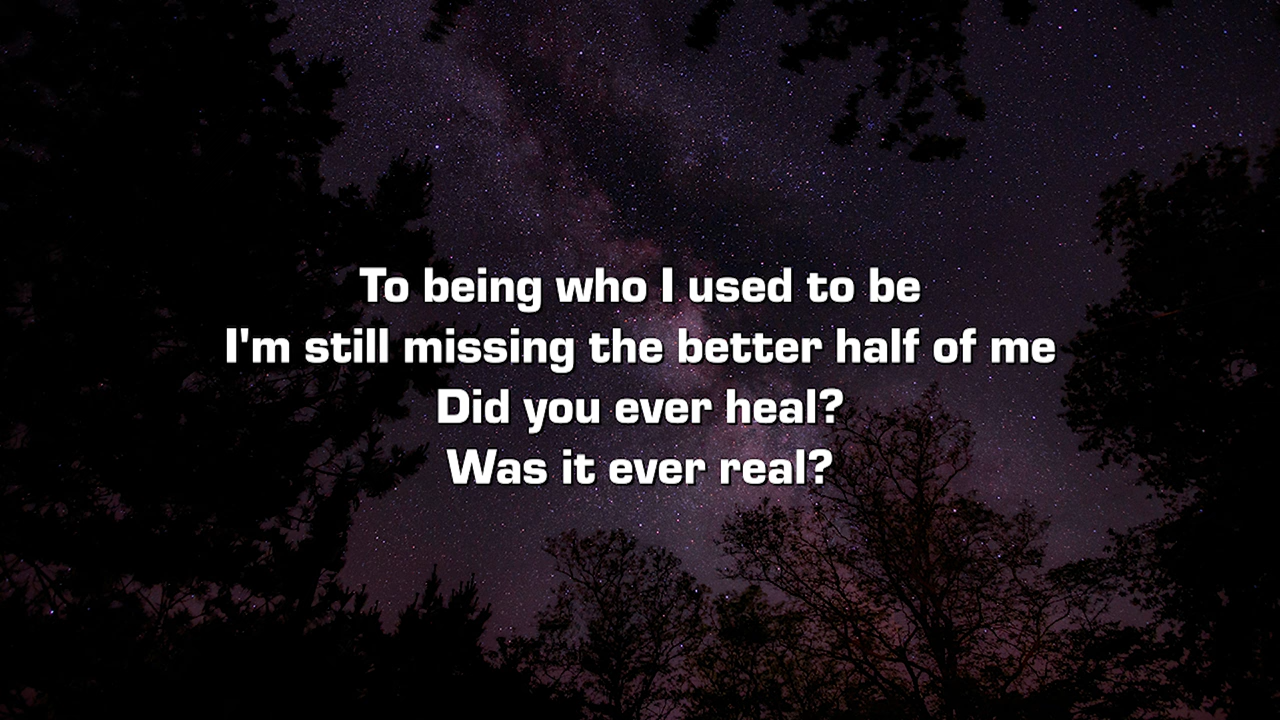 To being who I used to be
I'm still missing the better half of me
Did you ever heal?
Was it ever real?